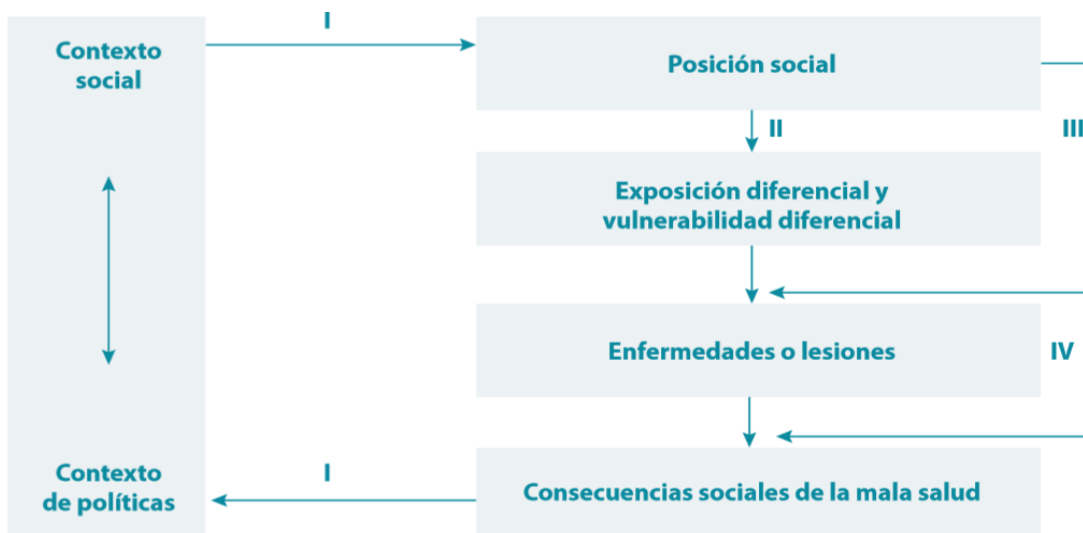 Contexto
social
I
Posición social
II
III
Exposición diferencial y
vulnerabilidad diferencial
Enfermedades o lesiones
IV
Contexto
de políticas
I
Consecuencias sociales de la mala salud